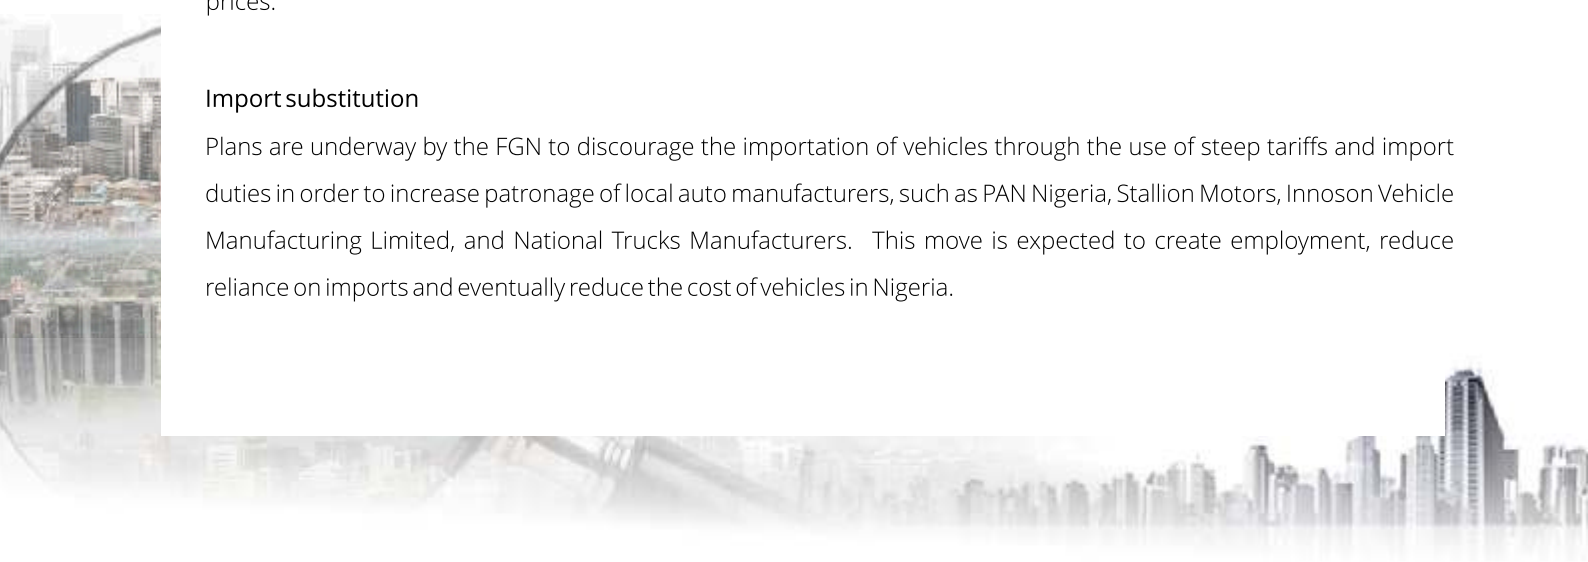 prices.
Import substitution
Plans are underway by the FGN to discourage the importation of vehicles through the use of steep tariffs and import
duties in order to increase patronage of local auto manufacturers, such as PAN Nigeria, Stallion Motors, Innoson Vehicle
Manufacturing Limited, and National Trucks Manufacturers.  This move is expected to create employment, reduce
reliance on imports and eventually reduce the cost of vehicles in Nigeria.